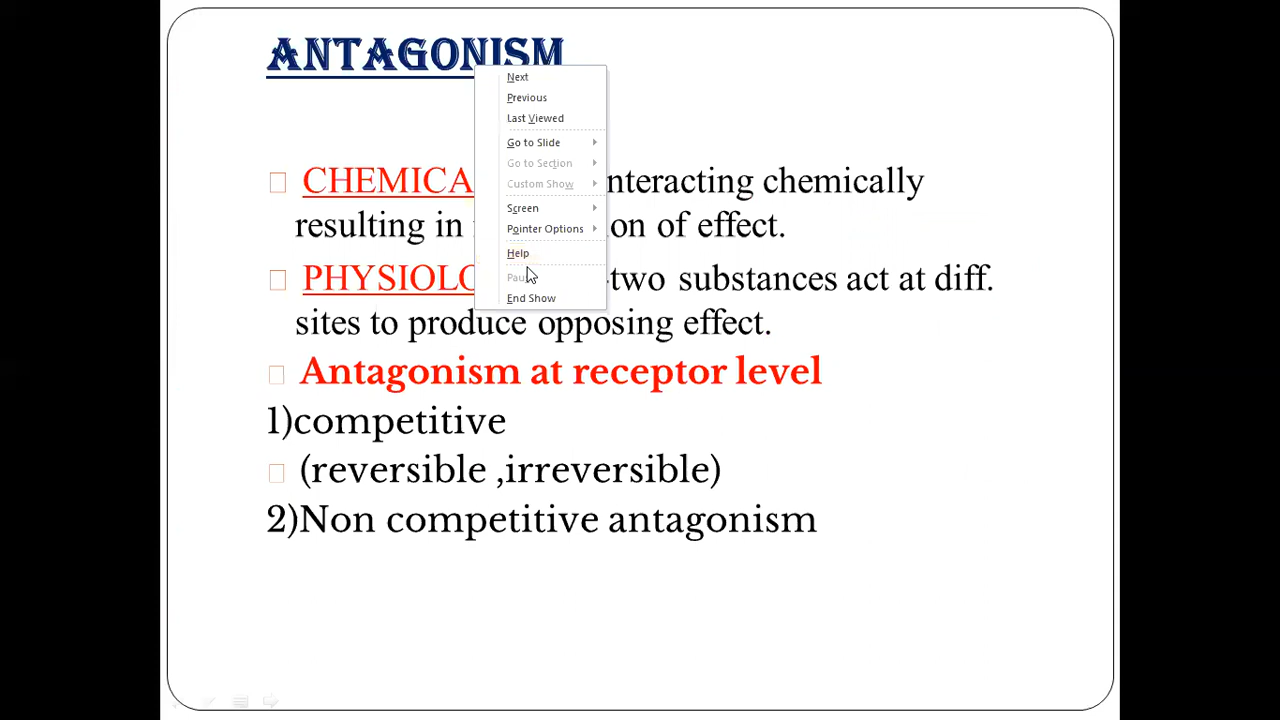 ANTAGONISM
Next
Previous
Last Viewed
Go to Slide
Go to Section
Custom Show
Screen
Pointer Options
Help
End Show
CHEMICA nteracting chemically
resulting in on of effect.
PHYSIOLO -two substances act at diff.
sites to produce opposing effect.
Antagonism at receptor level
1)competitive
(reversible ,irreversible)
2)Non competitive antagonism